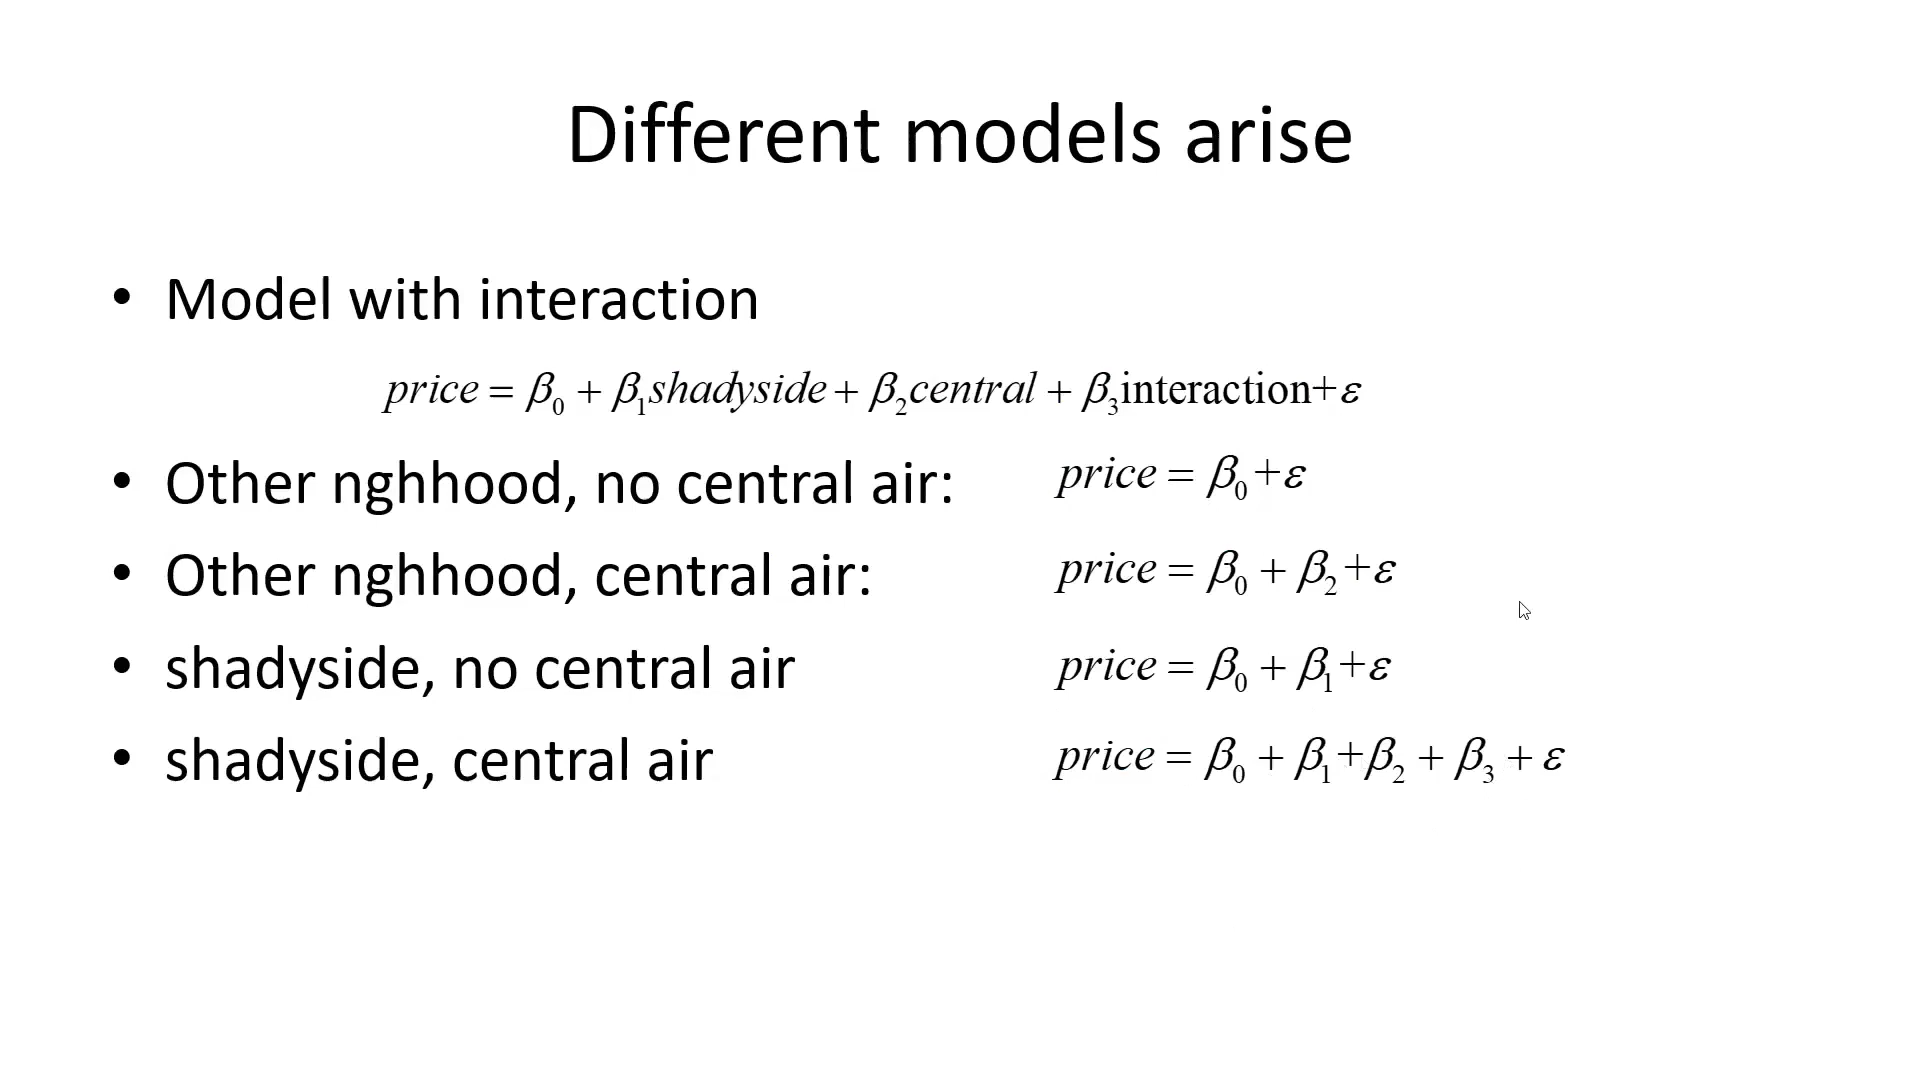 Different models arise
• Model with interaction
price = β₀ + β₁shadyside + β₂central + β₃interaction+ε
• Other nghhood, no central air: price = β₀+ε
• Other nghhood, central air: price = β₀ + β₂+ε
• shadyside, no central air price = β₀ + β₁+ε
• shadyside, central air price = β₀ + β₁+β₂ + β₃ + ε